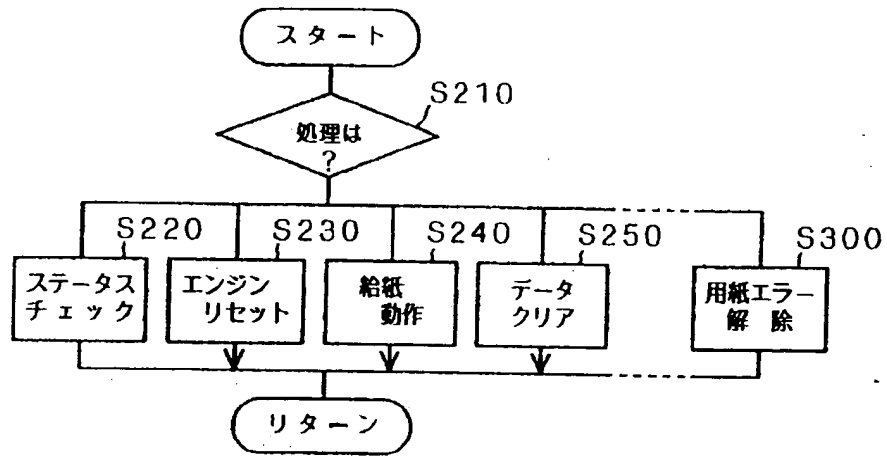 スタート
S210
処理は
?
S220
S230
S240
S250
S300
ステータス
チェック
エンジン
リセット
給紙
動作
データ
クリア
用紙エラー
解 除
リターン